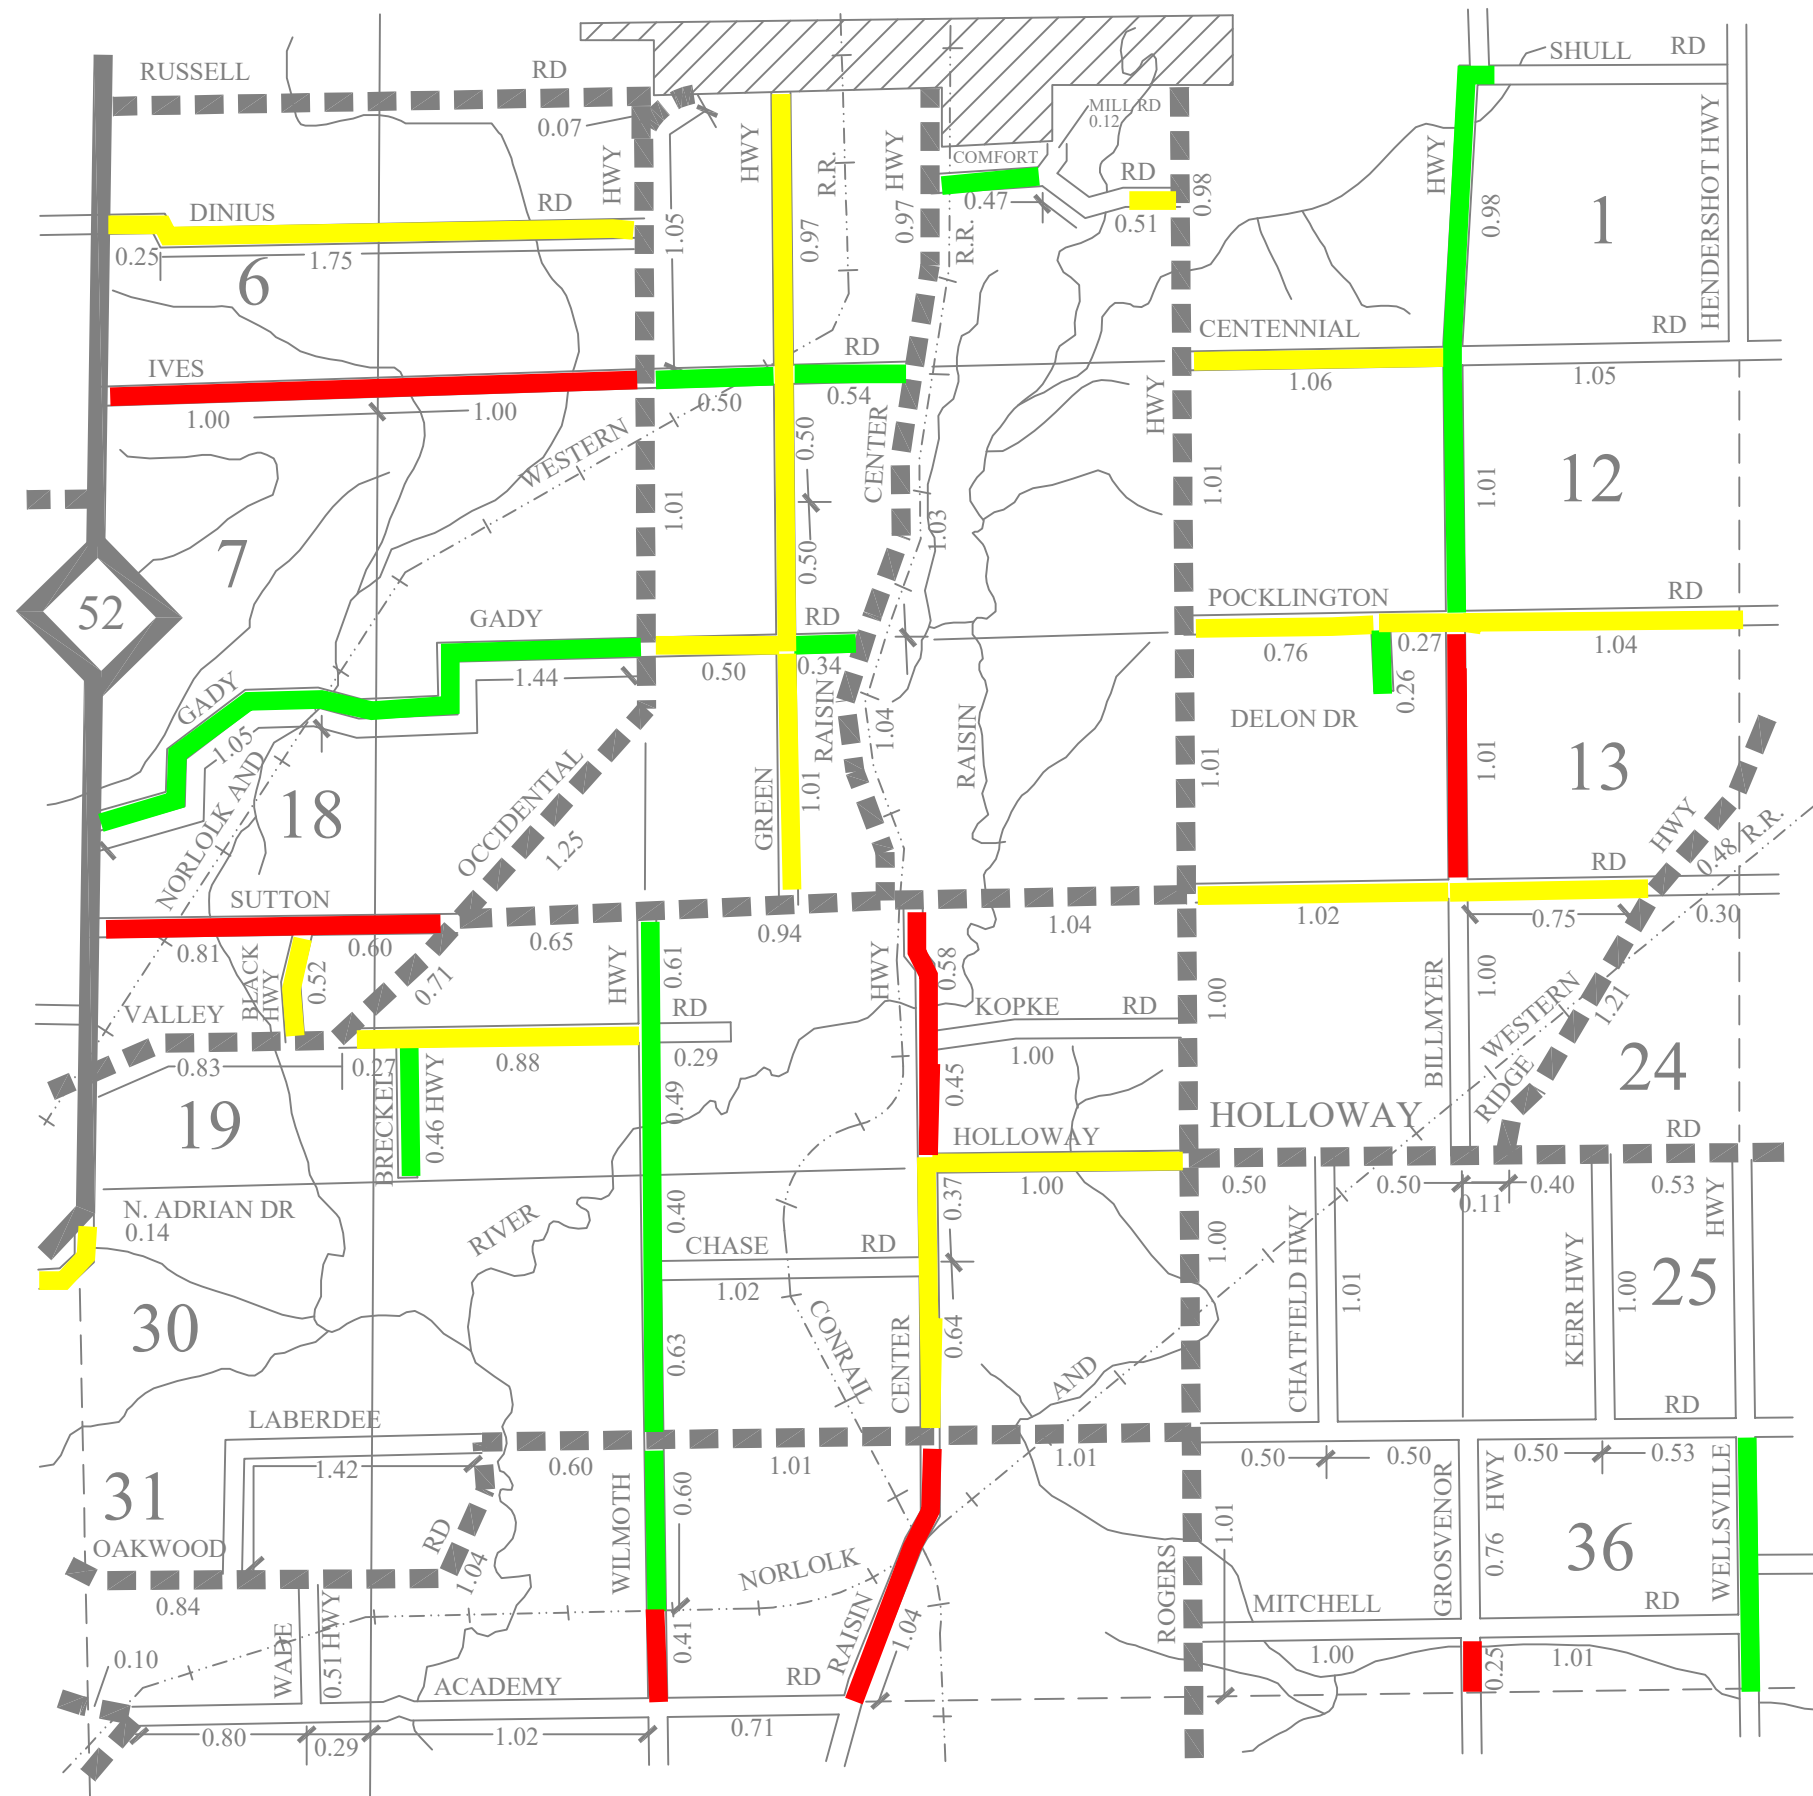 SHULL RD
RUSSELL RD
0.07
MILL RD
0.12
COMFORT RD
0.47
0.51
HWY
HWY
HWY
HWY
HENDERSHOT HWY
R.R.
R.R.
DINIUS RD
0.25
1.75
1.05
0.97
0.97
0.98
0.98
1
6
IVES RD
1.00
1.00
0.50
0.54
CENTENNIAL RD
1.06
1.05
WESTERN
CENTER
HWY
1.01
0.50
0.50
1.03
1.01
1.01
12
7
52
GADY RD
1.44
0.50
0.34
POCKLINGTON RD
0.76
0.27
1.04
0.26
DELON DR
GADY
1.05
NORLOLK AND
18
OCCIDENTAL
1.25
GREEN
1.01
RAISIN
1.04
RAISIN
1.01
1.01
13
HWY
0.48 R.R.
SUTTON RD
0.81
0.60
0.65
0.94
1.04
1.02
0.75
0.30
BLACK
HWY
0.52
0.71
HWY
0.61
HWY
0.58
1.00
BILLMYER
1.00
WESTERN
1.21
VALLEY RD
0.83
0.27
0.88
0.29
KOPKE RD
1.00
24
19
BRECKEL
0.46 HWY
0.49
0.45
RIDGE
HOLLOWAY
HOLLOWAY RD
1.00
0.50
0.50
0.11
0.40
0.53
N. ADRIAN DR
0.14
RIVER
0.40
0.37
1.00
HWY
CHASE RD
1.02
CHATFIELD HWY
1.01
KERR HWY
1.00
25
30
0.63
CONRAIL
CENTER
0.64
AND
LABERDEE RD
1.42
0.60
1.01
1.01
0.50
0.50
0.50
0.53
31
WILMOTH
0.60
1.01
GROSVENOR
0.76 HWY
WELLSVILLE
36
OAKWOOD
RD
1.04
0.84
NORLOLK
ROGERS
MITCHELL RD
1.00
1.01
0.25
WADE
0.51 HWY
0.41
RAISIN
1.04
0.10
ACADEMY RD
0.80
0.29
1.02
0.71